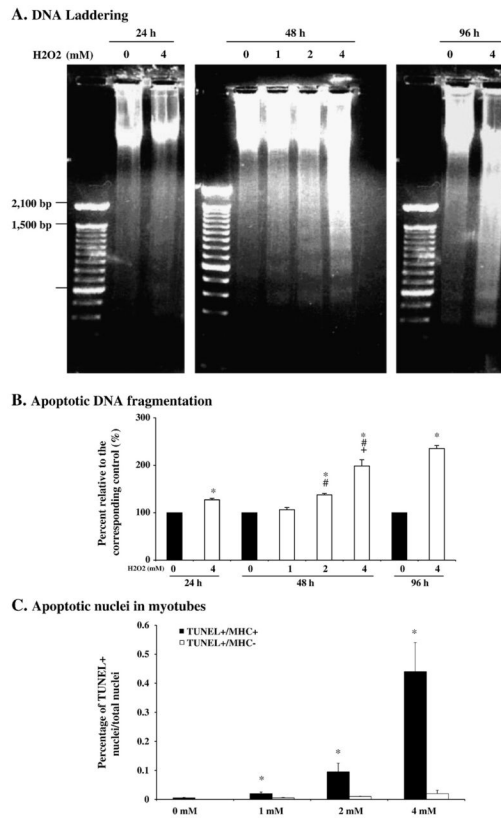 A. DNA Laddering
24 h 48 h 96 h
H2O2 (mM) 0 4 0 1 2 4 0 4
2,100 bp
1,500 bp
B. Apoptotic DNA fragmentation
Percent relative to the
corresponding control (%)
300
200
100
0
*
*
#
*
#
+
*
H2O2 (mM) 0 4 0 1 2 4 0 4
24 h 48 h 96 h
C. Apoptotic nuclei in myotubes
Percentage of TUNEL+
nuclei/total nuclei
0.6
0.5
0.4
0.3
0.2
0.1
0
TUNEL+/MHC+
TUNEL+/MHC-
*
*
*
0 mM 1 mM 2 mM 4 mM